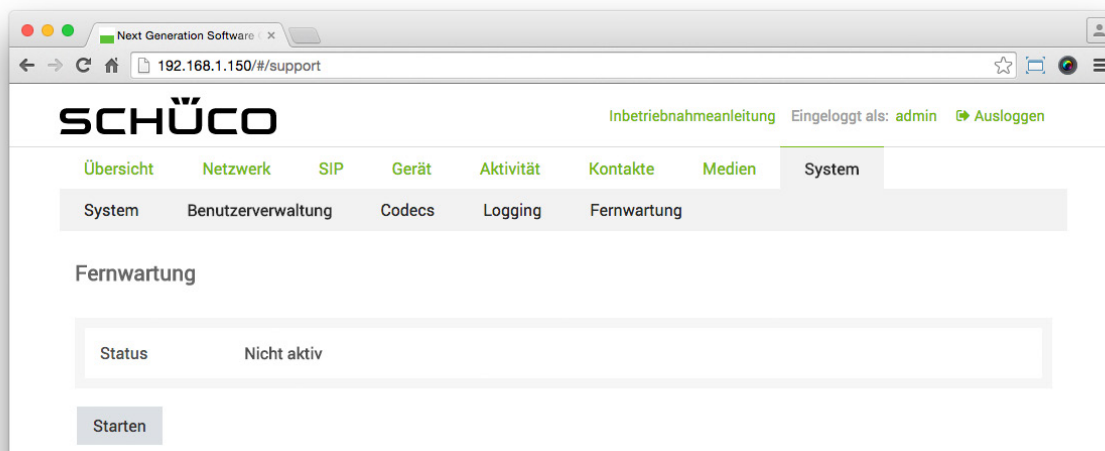 Next Generation Software
192.168.1.150/#/support
SCHÜCO
Inbetriebnahmeanleitung Eingeloggt als: admin Ausloggen
Übersicht Netzwerk SIP Gerät Aktivität Kontakte Medien System
System Benutzerverwaltung Codecs Logging Fernwartung
Fernwartung
Status Nicht aktiv
Starten